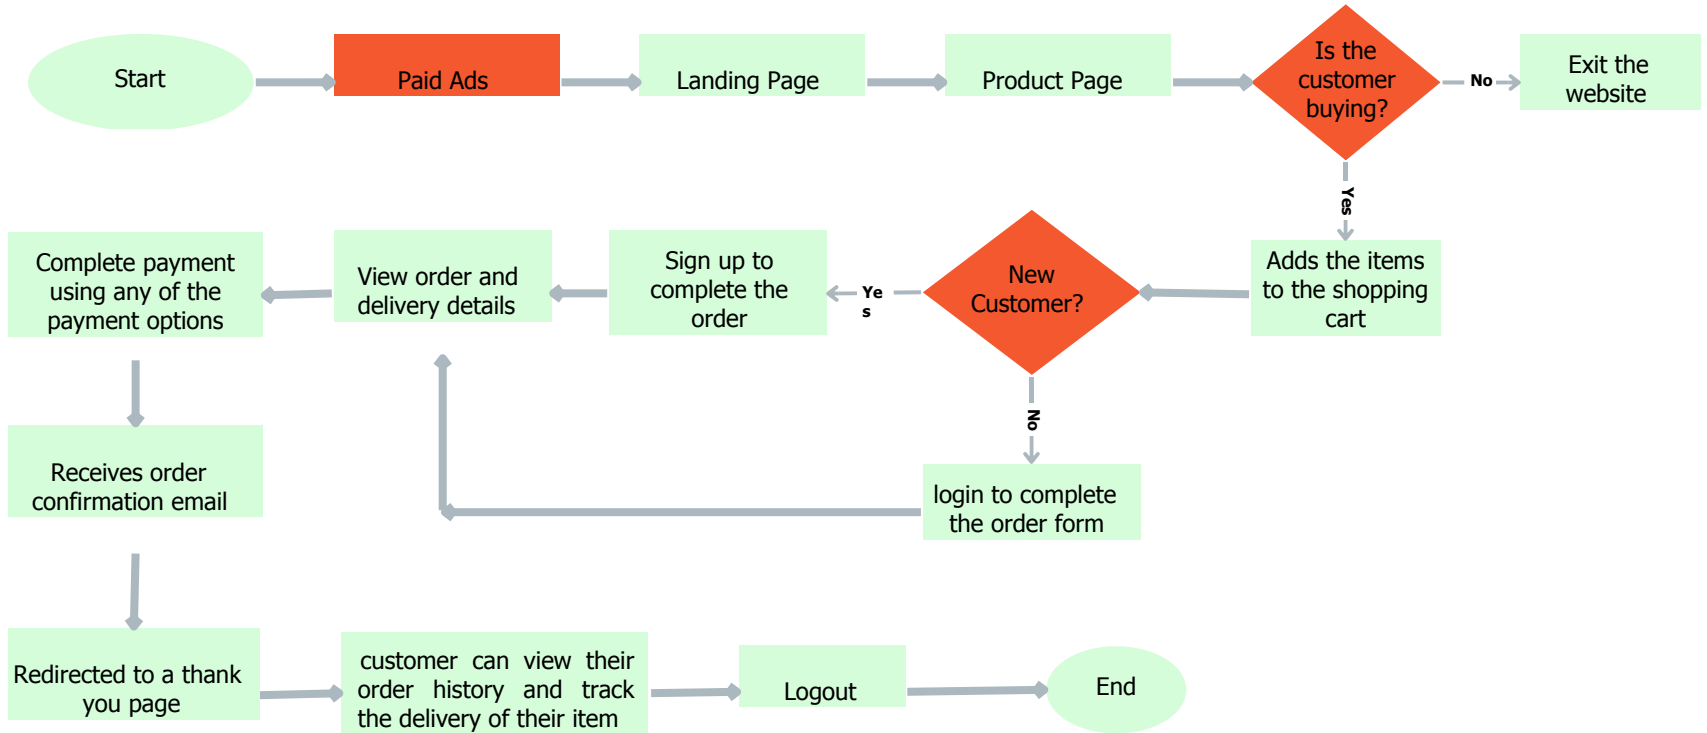 Start
Paid Ads
Landing Page
Product Page
Is the
customer
buying?
No
Exit the
website
Yes
Adds the items
to the shopping
cart
New
Customer?
Ye
s
Sign up to
complete the
order
View order and
delivery details
Complete payment
using any of the
payment options
No
login to complete
the order form
Receives order
confirmation email
Redirected to a thank
you page
customer can view their
order history and track
the delivery of their item
Logout
End